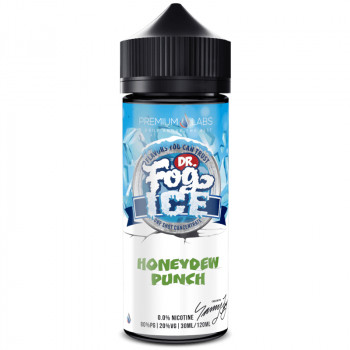 PREMIUM LABS
FLAVORS YOU CAN TRUST
DR.
Fog
ICE
ONE SHOT CONCENTRATE
HONEYDEW
PUNCH
0.0% NICOTINE
80%PG | 20%VG | 30ML/120ML